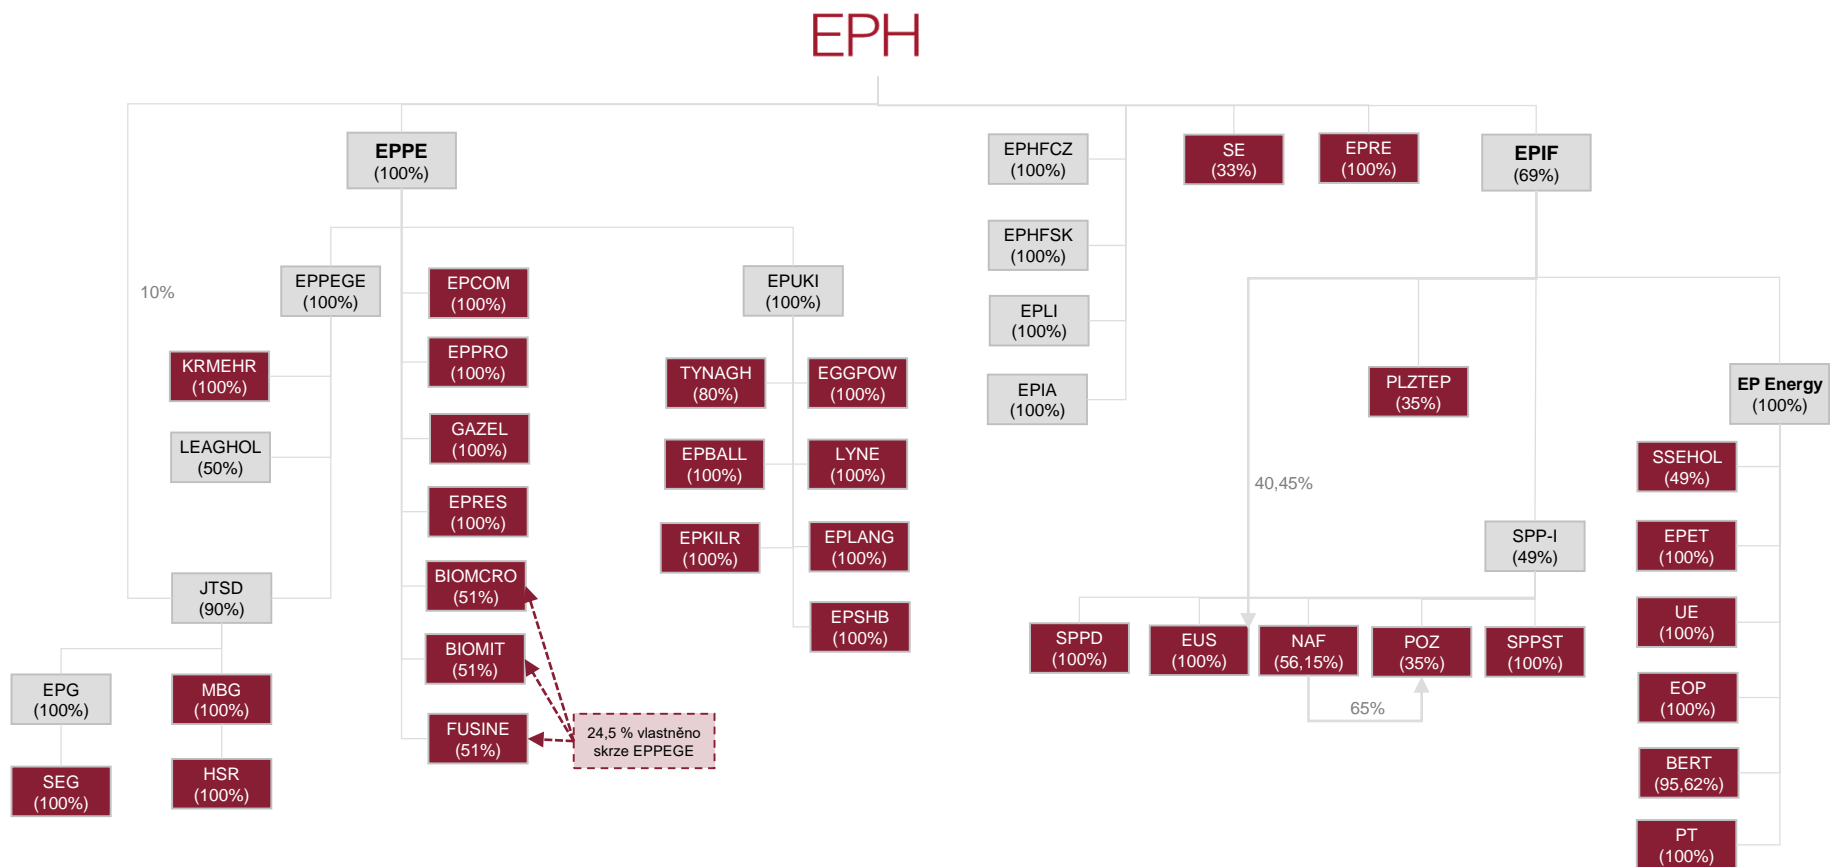 EPH
EPPE
(100%)
EPHFCZ
(100%)
SE
(33%)
EPRE
(100%)
EPIF
(69%)
EPHFSK
(100%)
10%
EPPEGE
(100%)
EPCOM
(100%)
EPUKI
(100%)
EPLI
(100%)
KRMEHR
(100%)
EPPRO
(100%)
TYNAGH
(80%)
EGGPOW
(100%)
EPIA
(100%)
PLZTEP
(35%)
EP Energy
(100%)
LEAGHOL
(50%)
GAZEL
(100%)
EPBALL
(100%)
LYNE
(100%)
SSEHOL
(49%)
40,45%
EPRES
(100%)
EPKILR
(100%)
EPLANG
(100%)
SPP-I
(49%)
EPET
(100%)
JTSD
(90%)
BIOMCRO
(51%)
EPSHB
(100%)
SPPD
(100%)
EUS
(100%)
NAF
(56,15%)
POZ
(35%)
SPPST
(100%)
UE
(100%)
BIOMIT
(51%)
65%
EPG
(100%)
MBG
(100%)
EOP
(100%)
FUSINE
(51%)
24,5 % vlastněno
skrze EPPEGE
SEG
(100%)
HSR
(100%)
BERT
(95,62%)
PT
(100%)